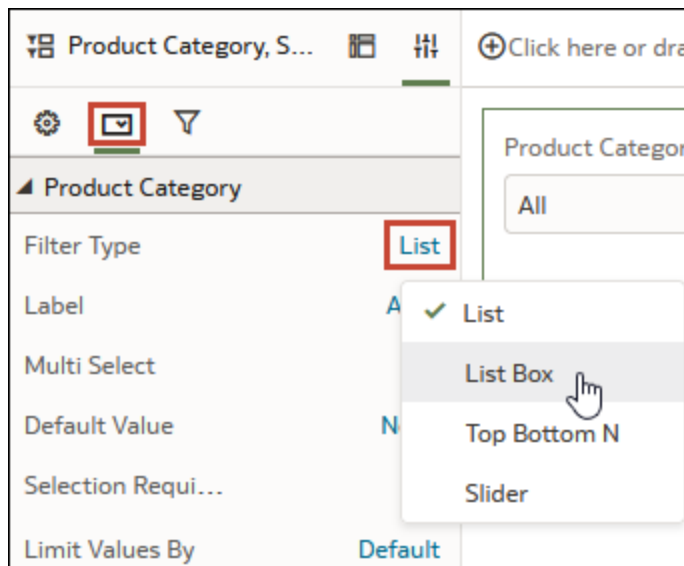 Product Category, S...
Click here or dra
Product Category
Product Categor
All
Filter Type List
Label A
List
Multi Select
List Box
Default Value N
Top Bottom N
Selection Requi...
Slider
Limit Values By Default